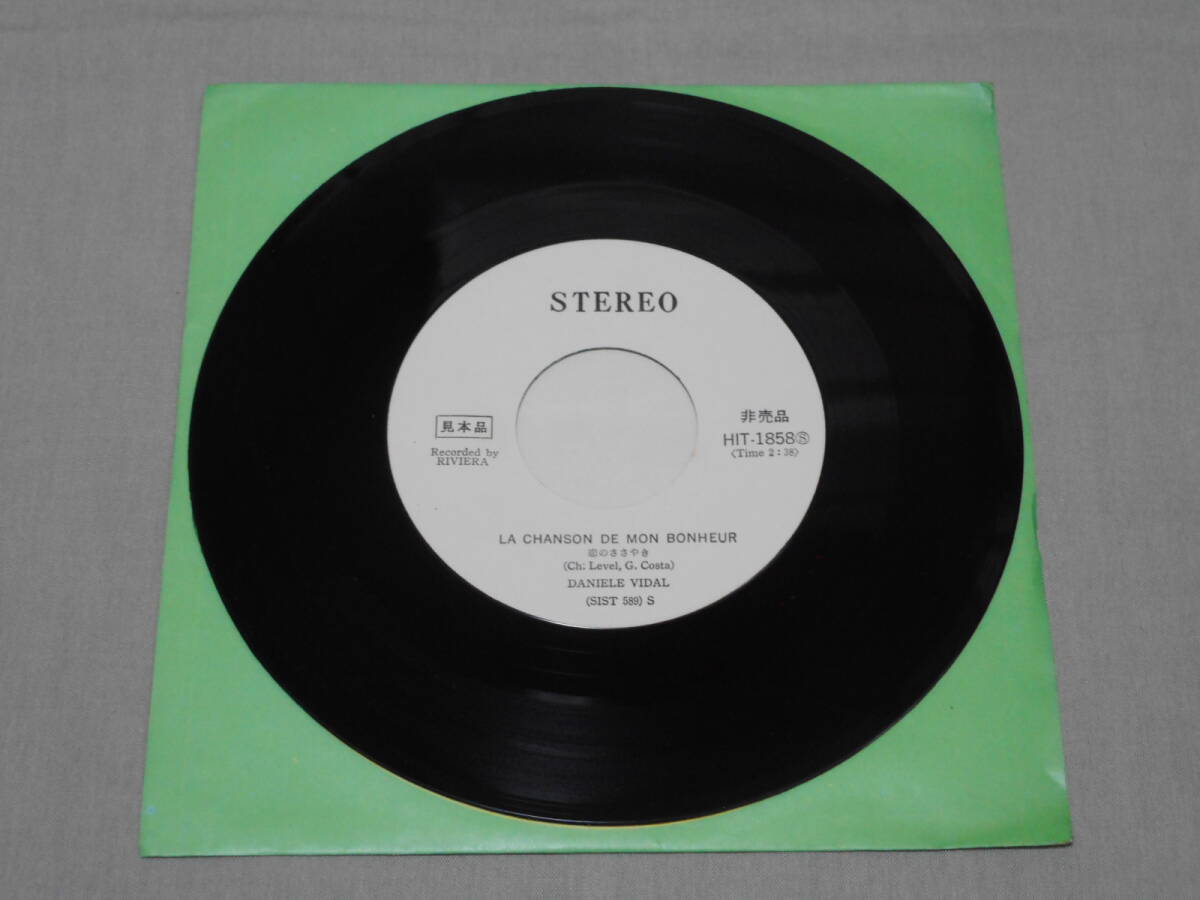 STEREO
見本品
Recorded by
RIVIERA
非売品
HIT-1858Ⓢ
(Time 2:38)
LA CHANSON DE MON BONHEUR
恋のささやき
(Ch: Level, G. Costa)
DANIELE VIDAL
(SIST 589) S